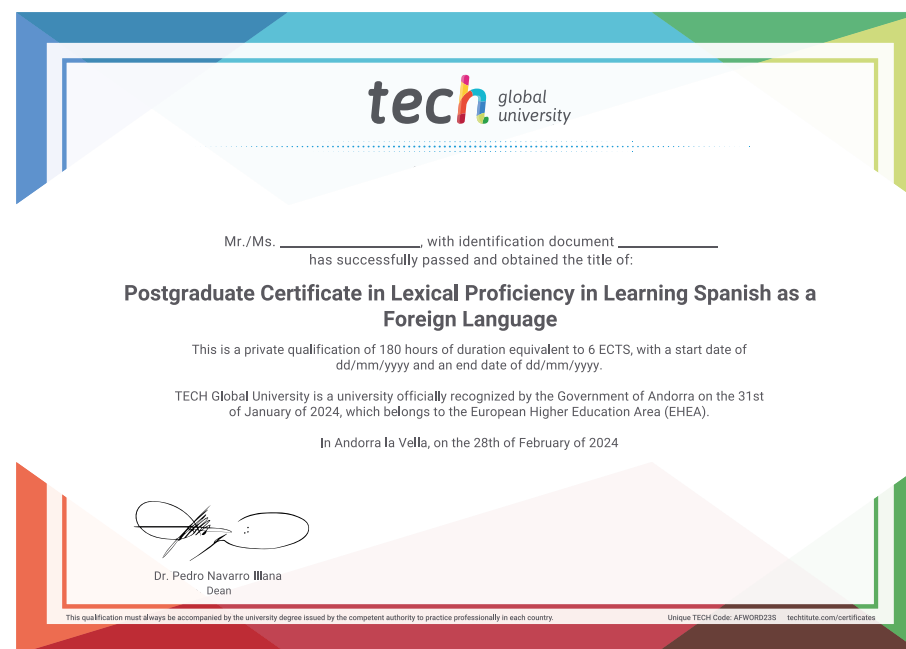 tech global university
Mr./Ms. ____________________, with identification document ______________
has successfully passed and obtained the title of:
Postgraduate Certificate in Lexical Proficiency in Learning Spanish as a
Foreign Language
This is a private qualification of 180 hours of duration equivalent to 6 ECTS, with a start date of
dd/mm/yyyy and an end date of dd/mm/yyyy.
TECH Global University is a university officially recognized by the Government of Andorra on the 31st
of January of 2024, which belongs to the European Higher Education Area (EHEA).
In Andorra la Vella, on the 28th of February of 2024
Dr. Pedro Navarro Illana
Dean
This qualification must always be accompanied by the university degree issued by the competent authority to practice professionally in each country.
Unique TECH Code: AFWORD23S techtitute.com/certificates